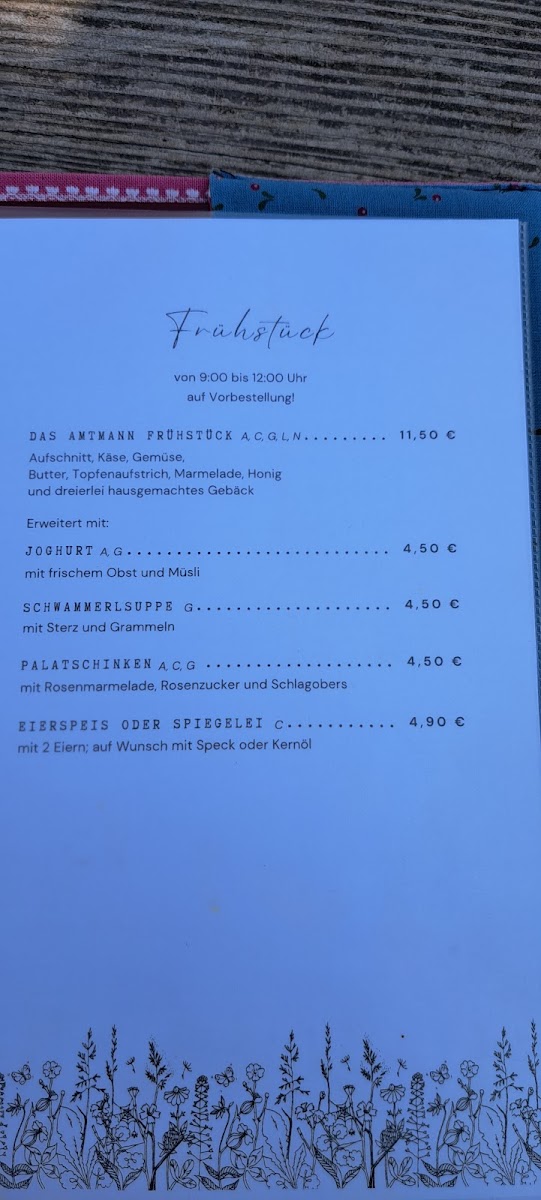 Frühstück
von 9:00 bis 12:00 Uhr
auf Vorbestellung!
DAS AMTMANN FRÜHSTÜCK A, C, G, L, N......... 11,50 €
Aufschnitt, Käse, Gemüse,
Butter, Topfenaufstrich, Marmelade, Honig
und dreierlei hausgemachtes Gebäck
Erweitert mit:
JOGHURT A, G............................ 4,50 €
mit frischem Obst und Müsli
SCHWAMMERLSUPPE G..................... 4,50 €
mit Sterz und Grammeln
PALATSCHINKEN A, C, G .................... 4,50 €
mit Rosenmarmelade, Rosenzucker und Schlagobers
EIERSPEIS ODER SPIEGELEI C........... 4,90 €
mit 2 Eiern; auf Wunsch mit Speck oder Kernöl